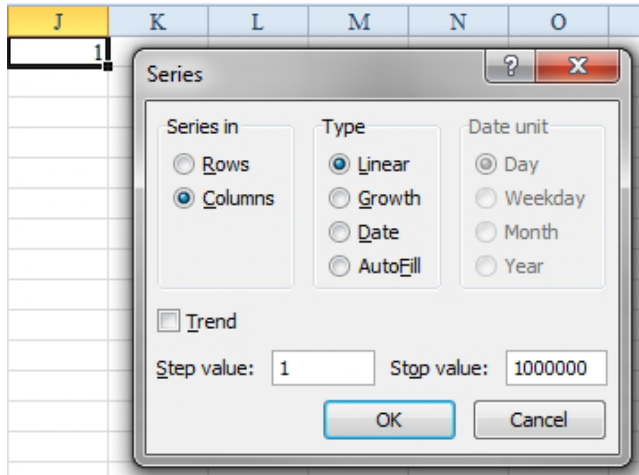 J K L M N O
1
Series ?
Series in Type Date unit
Rows Linear Day
Columns Growth Weekday
Date Month
AutoFill Year
Trend
Step value: 1 Stop value: 1000000
OK Cancel